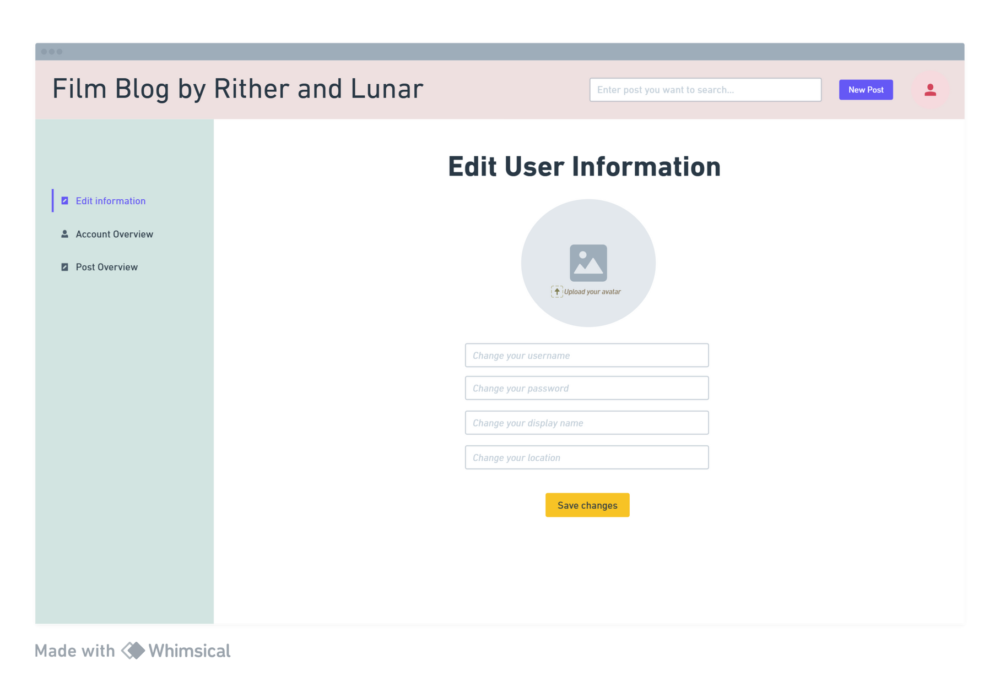 Film Blog by Rither and Lunar
Enter post you want to search...
New Post
Edit information
Account Overview
Post Overview
Edit User Information
Upload your avatar
Change your username
Change your password
Change your display name
Change your location
Save changes
Made with Whimsical